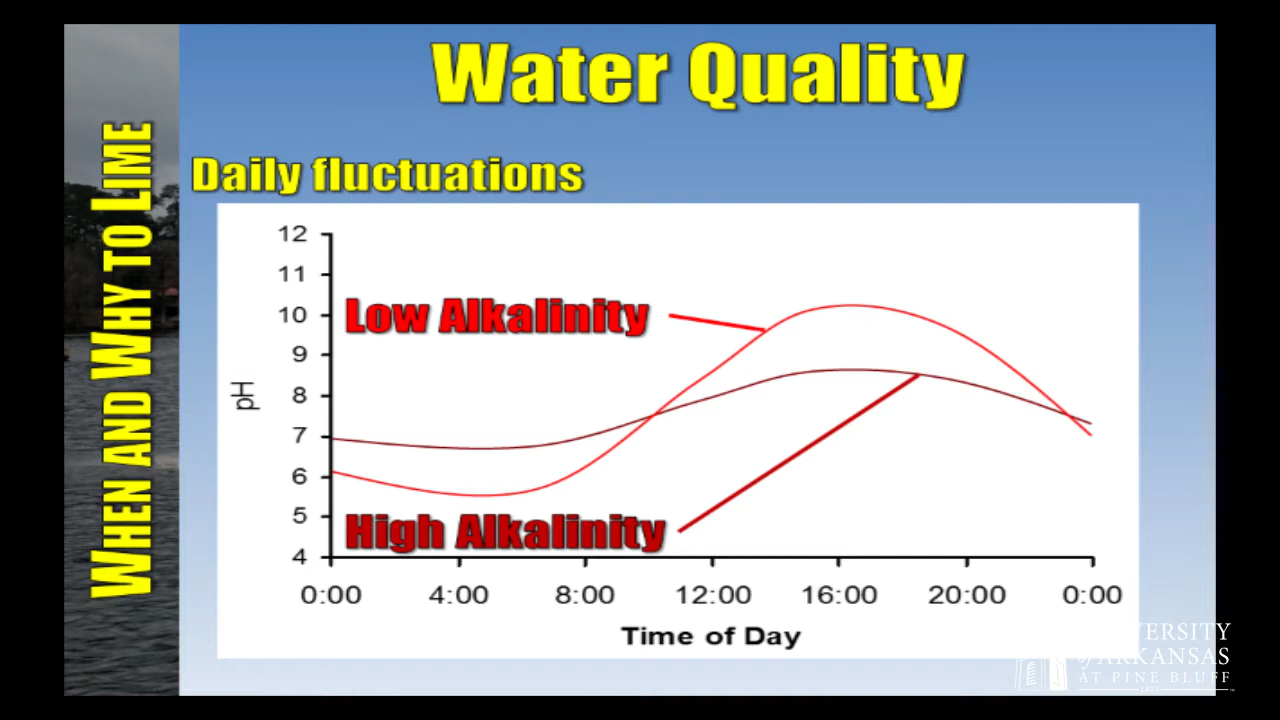 Water Quality
WHEN AND WHY TO LIME
Daily fluctuations
12
11
10
9
8
7
6
5
4
pH
Low Alkalinity
High Alkalinity
0:00 4:00 8:00 12:00 16:00 20:00 0:00
Time of Day
VERSITY
of ARKANSAS
AT PINE BLUFF